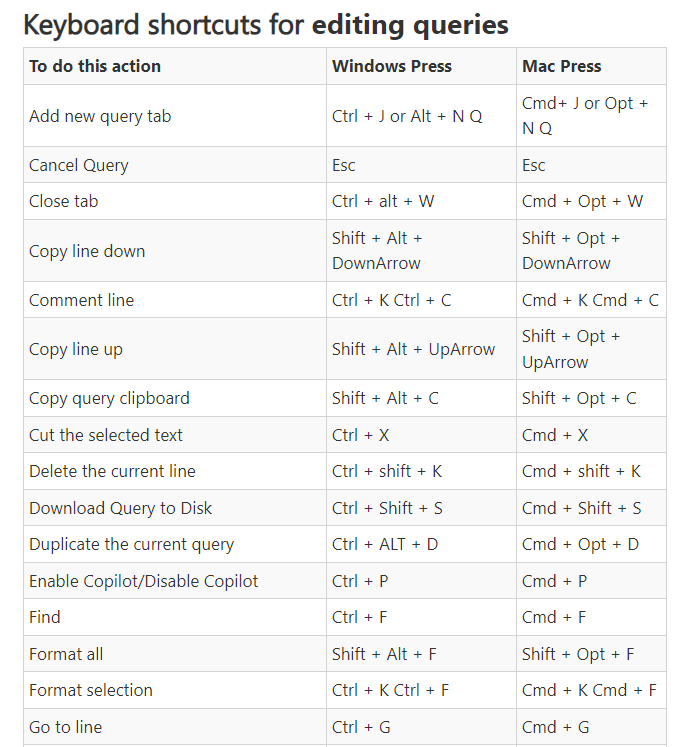 Keyboard shortcuts for editing queries
To do this action Windows Press Mac Press
Add new query tab Ctrl + J or Alt + N Q Cmd+ J or Opt +
N Q
Cancel Query Esc Esc
Close tab Ctrl + alt + W Cmd + Opt + W
Copy line down Shift + Alt +
DownArrow Shift + Opt +
DownArrow
Comment line Ctrl + K Ctrl + C Cmd + K Cmd + C
Copy line up Shift + Alt + UpArrow Shift + Opt +
UpArrow
Copy query clipboard Shift + Alt + C Shift + Opt + C
Cut the selected text Ctrl + X Cmd + X
Delete the current line Ctrl + shift + K Cmd + shift + K
Download Query to Disk Ctrl + Shift + S Cmd + Shift + S
Duplicate the current query Ctrl + ALT + D Cmd + Opt + D
Enable Copilot/Disable Copilot Ctrl + P Cmd + P
Find Ctrl + F Cmd + F
Format all Shift + Alt + F Shift + Opt + F
Format selection Ctrl + K Ctrl + F Cmd + K Cmd + F
Go to line Ctrl + G Cmd + G